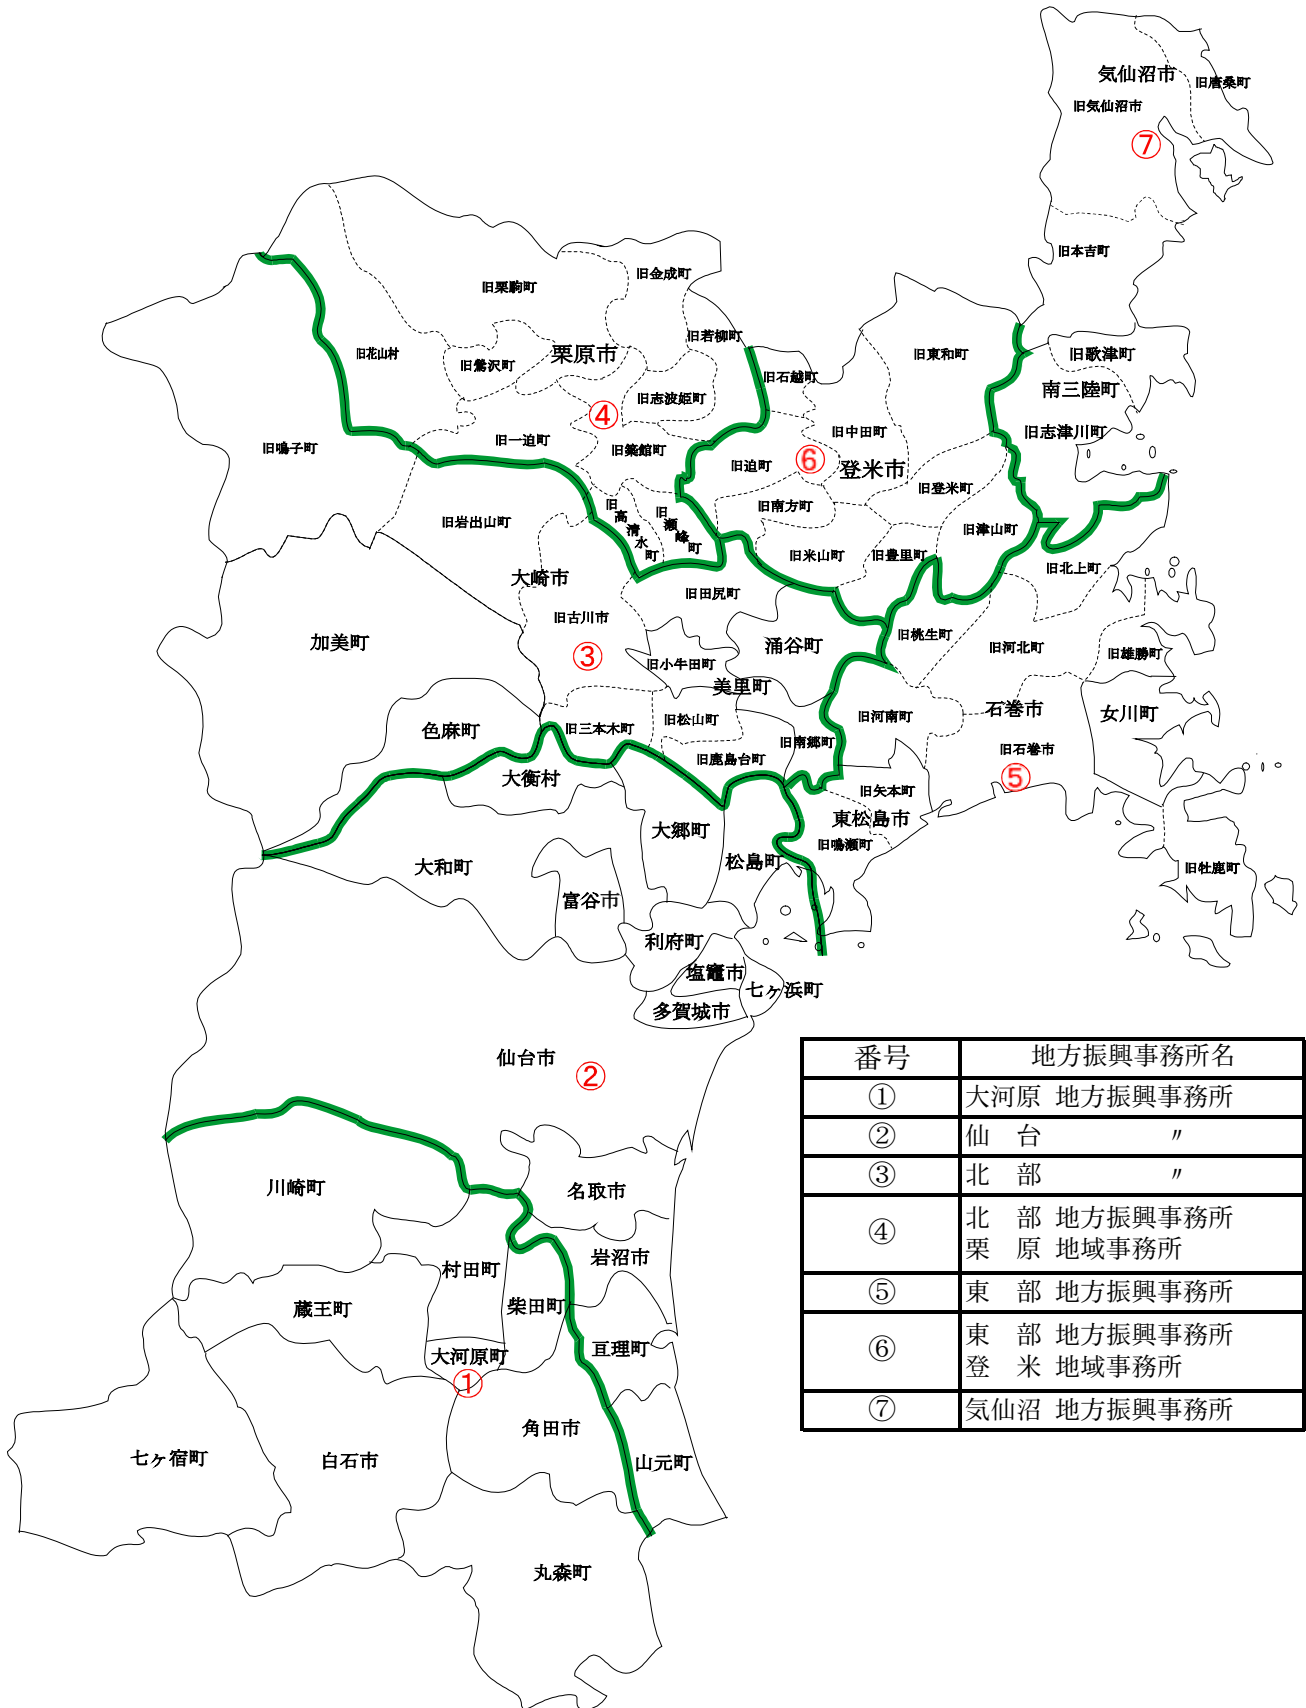 気仙沼市
旧唐桑町
旧気仙沼市
⑦
旧本吉町
旧金成町
旧栗駒町
旧若柳町
旧花山村
旧鶯沢町
栗原市
旧石越町
旧東和町
旧歌津町
南三陸町
旧志波姫町
④
旧一迫町
旧築館町
旧中田町
旧志津川町
旧鳴子町
旧迫町
⑥
登米市
旧登米町
旧南方町
旧高清水町
旧瀬峰町
旧岩出山町
旧津山町
旧米山町
旧豊里町
旧北上町
大崎市
旧田尻町
旧古川市
加美町
③
旧小牛田町
涌谷町
旧桃生町
旧河北町
旧雄勝町
美里町
色麻町
旧三本木町
旧松山町
旧南郷町
旧河南町
石巻市
女川町
旧鹿島台町
旧石巻市
⑤
大衡村
旧矢本町
東松島市
大郷町
旧鳴瀬町
松島町
大和町
旧牡鹿町
富谷市
利府町
塩竈市
七ヶ浜町
多賀城市
仙台市
②
川崎町
名取市
村田町
岩沼市
蔵王町
柴田町
大河原町
亘理町
①
角田市
七ヶ宿町
白石市
山元町
丸森町
番号 地方振興事務所名
① 大河原 地方振興事務所
② 仙 台 〃
③ 北 部 〃
④ 北 部 地方振興事務所
栗 原 地域事務所
⑤ 東 部 地方振興事務所
⑥ 東 部 地方振興事務所
登 米 地域事務所
⑦ 気仙沼 地方振興事務所